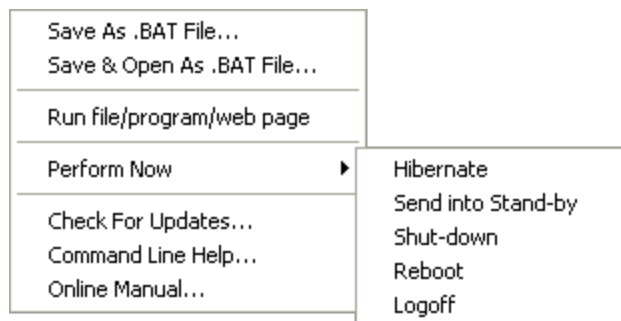 Save As .BAT File...
Save & Open As .BAT File...
Run file/program/web page
Perform Now
Hibernate
Send into Stand-by
Shut-down
Reboot
Logoff
Check For Updates...
Command Line Help...
Online Manual...